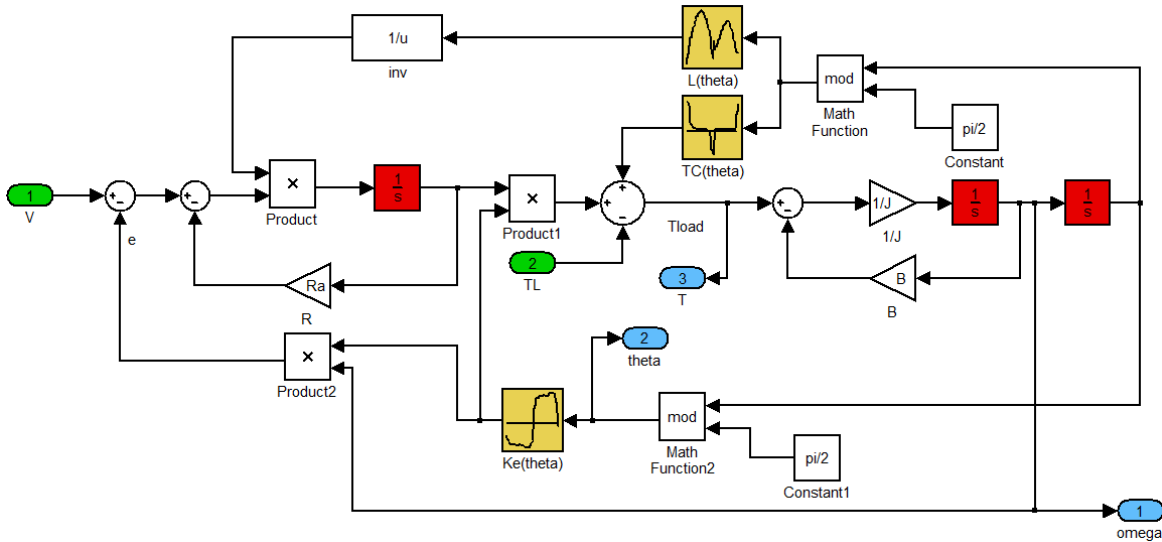 1/u
inv
L(theta)
mod
Math
Function
pi/2
Constant
TC(theta)
1
V
+
-
e
+
-
×
Product
1
s
×
Product1
+
+
-
Tload
2
TL
3
T
+
-
1/J
1/J
1
s
1
s
B
B
Ra
R
×
Product2
2
theta
Ke(theta)
mod
Math
Function2
pi/2
Constant1
1
omega